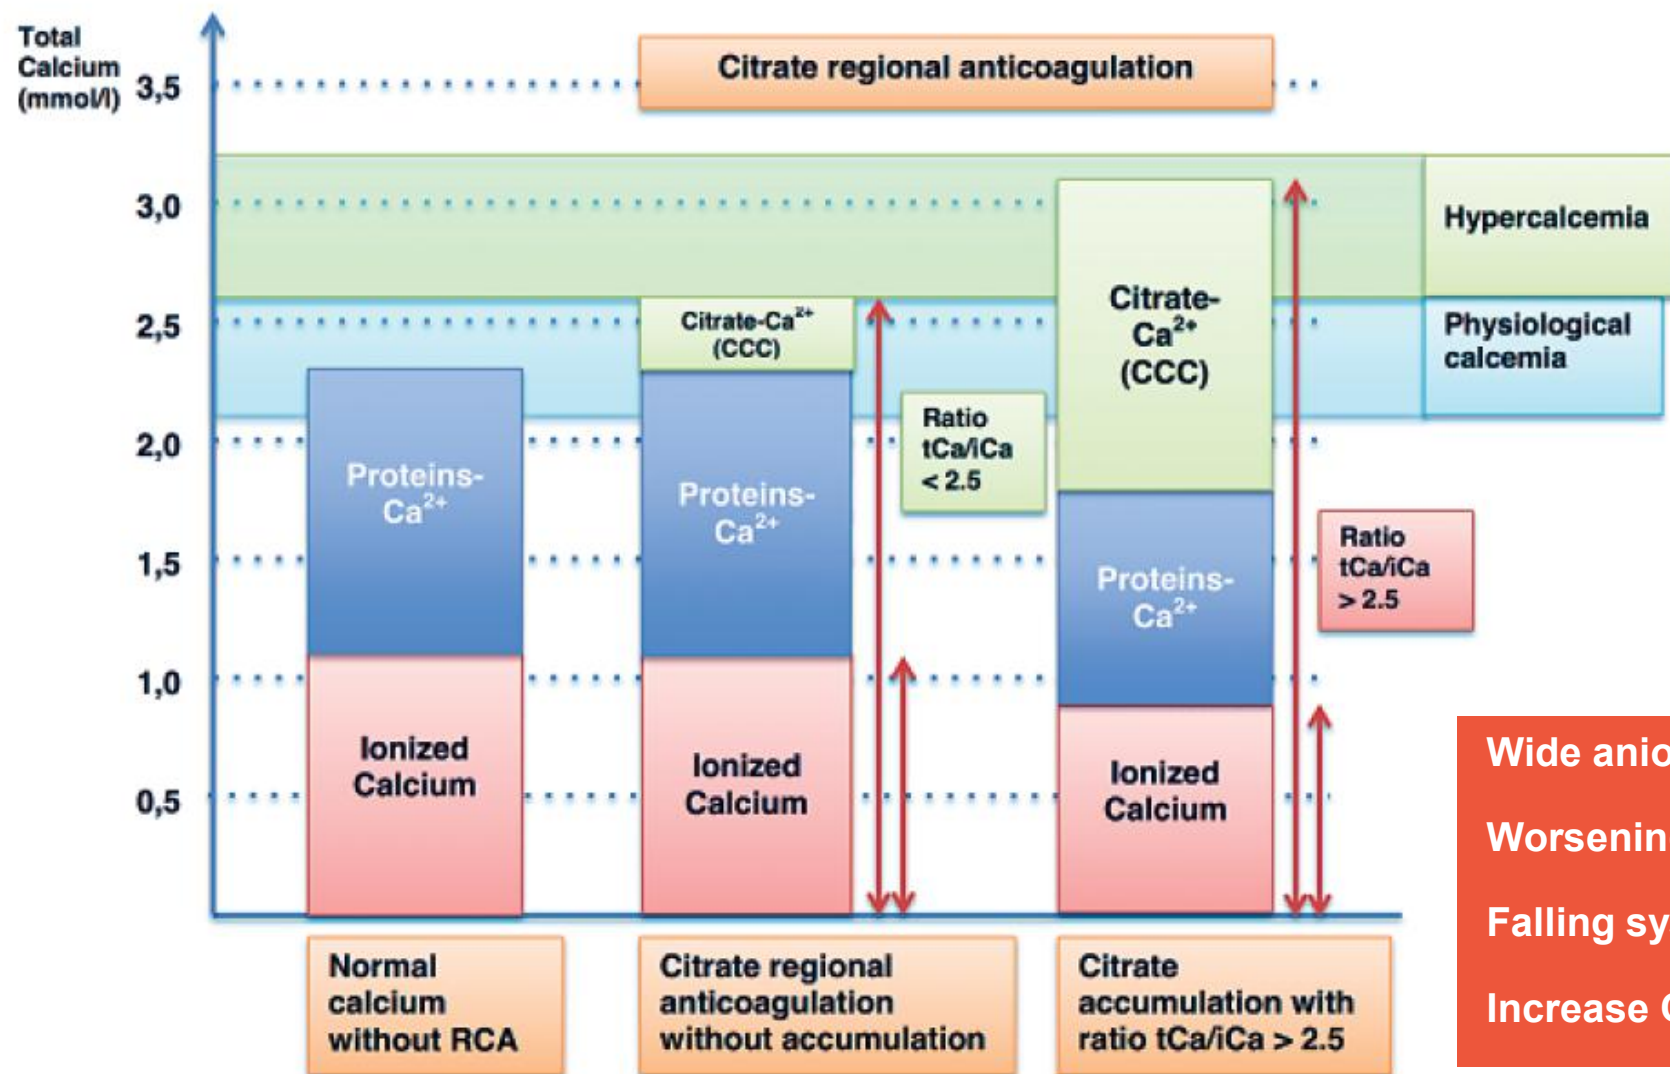 Total
Calcium
(mmol/l)
3,5
3,0
2,5
2,0
1,5
1,0
0,5
Citrate regional anticoagulation
Hypercalcemia
Physiological
calcemia
Proteins-
Ca²⁺
Ionized
Calcium
Citrate-Ca²⁺
(CCC)
Proteins-
Ca²⁺
Ionized
Calcium
Ratio
tCa/iCa
< 2.5
Citrate-
Ca²⁺
(CCC)
Proteins-
Ca²⁺
Ionized
Calcium
Ratio
tCa/iCa
> 2.5
Normal
calcium
without RCA
Citrate regional
anticoagulation
without accumulation
Citrate
accumulation with
ratio tCa/iCa > 2.5
Wide
Falling
Increase